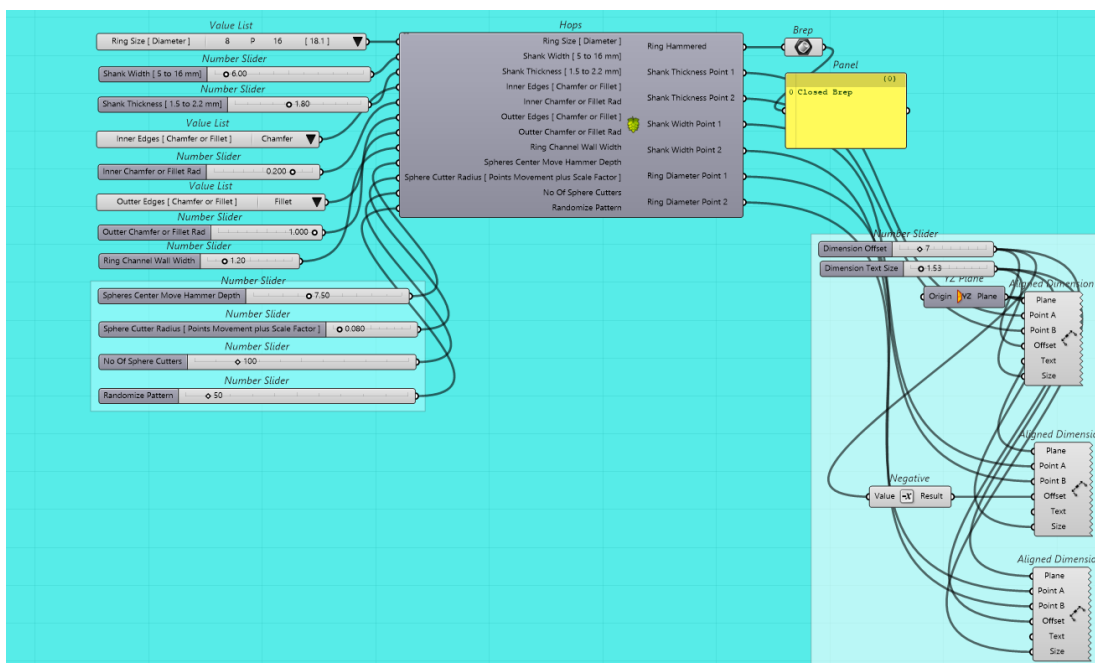 Value List
Ring Size [ Diameter ] 8 P 16 [ 18.1 ]
Number Slider
Shank Width [ 5 to 16 mm] 6.00
Number Slider
Shank Thickness [ 1.5 to 2.2 mm] 1.80
Value List
Inner Edges [ Chamfer or Fillet ] Chamfer
Number Slider
Inner Chamfer or Fillet Rad 0.200
Value List
Outter Edges [ Chamfer or Fillet ] Fillet
Number Slider
Outter Chamfer or Fillet Rad 1.000
Number Slider
Ring Channel Wall Width 1.20
Number Slider
Spheres Center Move Hammer Depth 7.50
Number Slider
Sphere Cutter Radius [ Points Movement plus Scale Factor ] 0.080
Number Slider
No Of Sphere Cutters 100
Number Slider
Randomize Pattern 50
Hops
Ring Size [ Diameter ]
Shank Width [ 5 to 16 mm]
Shank Thickness [ 1.5 to 2.2 mm]
Inner Edges [ Chamfer or Fillet ]
Inner Chamfer or Fillet Rad
Outter Edges [ Chamfer or Fillet ]
Outter Chamfer or Fillet Rad
Ring Channel Wall Width
Spheres Center Move Hammer Depth
Sphere Cutter Radius [ Points Movement plus Scale Factor ]
No Of Sphere Cutters
Randomize Pattern
Ring Hammered
Shank Thickness Point 1
Shank Thickness Point 2
Shank Width Point 1
Shank Width Point 2
Ring Diameter Point 1
Ring Diameter Point 2
Brep
Panel
{0}
0 Closed Brep
Number Slider
Dimension Offset 7
Dimension Text Size 1.53
YZ Plane
Origin YZ Plane
Aligned Dimension
Plane
Point A
Point B
Offset
Text
Size
Negative
Value -x Result
Aligned Dimensio
Plane
Point A
Point B
Offset
Text
Size
Aligned Dimensio
Plane
Point A
Point B
Offset
Text
Size